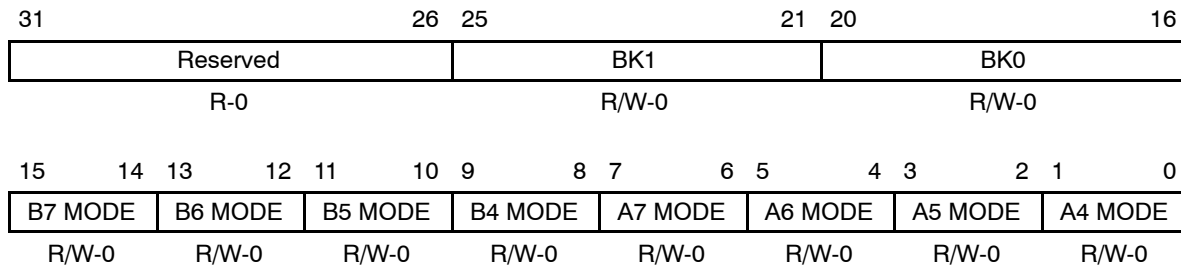 31 26 25 21 20 16
Reserved BK1 BK0
R-0 R/W-0 R/W-0
15 14 13 12 11 10 9 8 7 6 5 4 3 2 1 0
B7 MODE B6 MODE B5 MODE B4 MODE A7 MODE A6 MODE A5 MODE A4 MODE
R/W-0 R/W-0 R/W-0 R/W-0 R/W-0 R/W-0 R/W-0 R/W-0